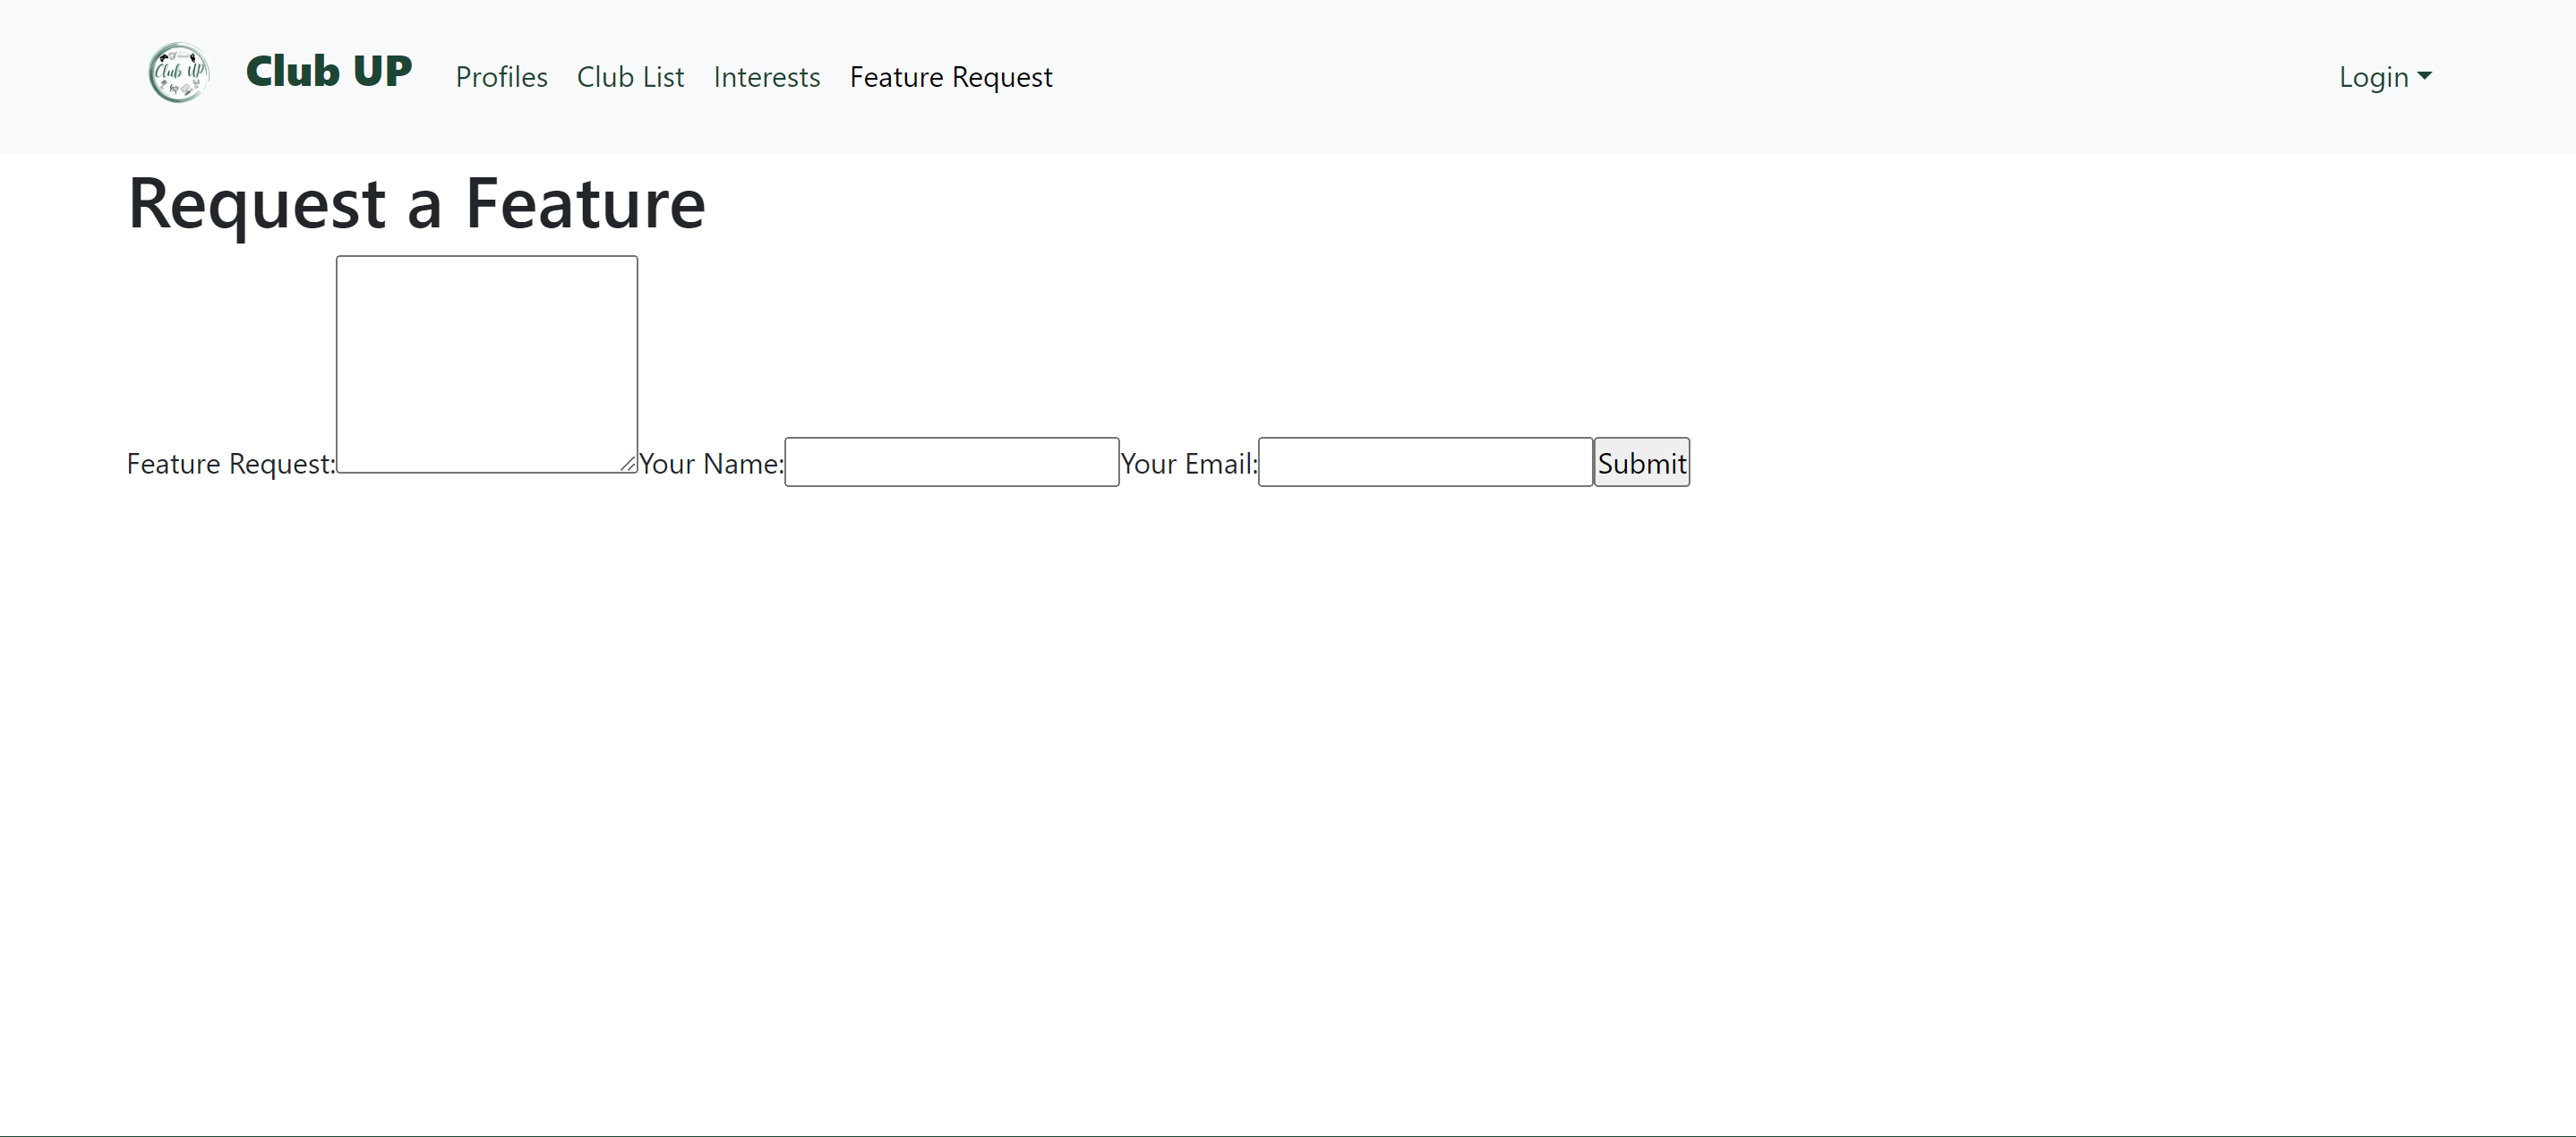 Club UP
Club UP Profiles Club List Interests Feature Request Login
Request a Feature
Feature Request: Your Name: Your Email: Submit